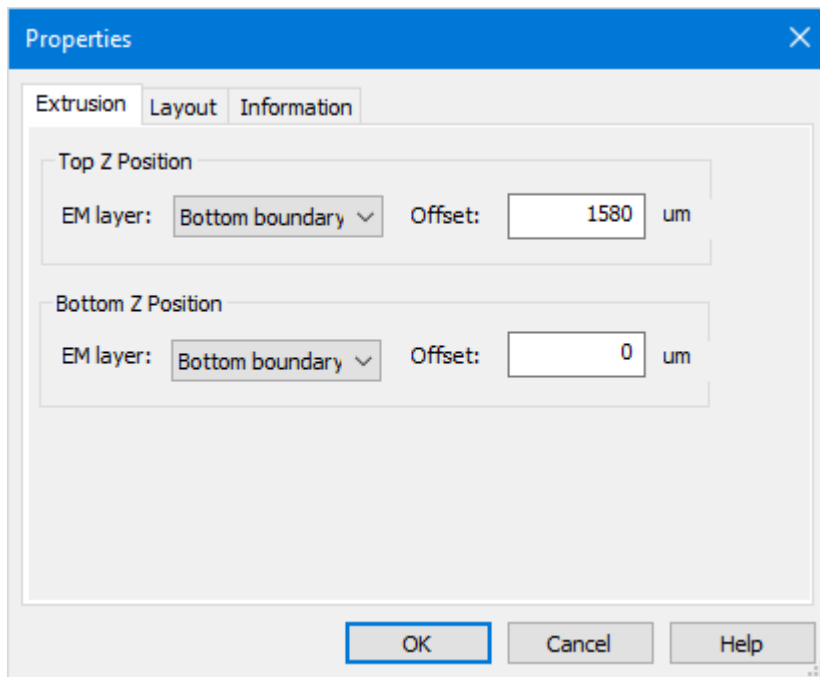 Properties
Extrusion Layout Information
Top Z Position
EM layer: Bottom boundary Offset: 1580 um
Bottom Z Position
EM layer: Bottom boundary Offset: 0 um
OK Cancel Help